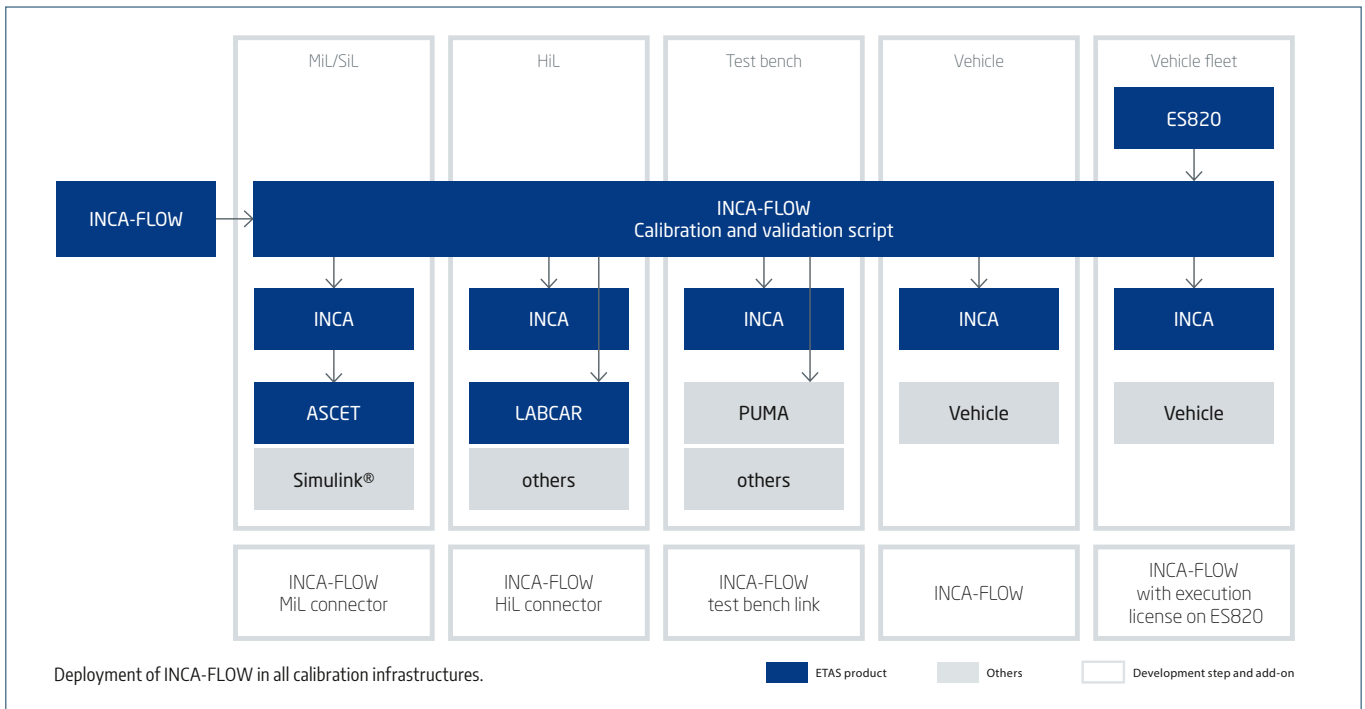 MiL/SiL
HiL
Test bench
Vehicle
Vehicle fleet
ES820
INCA-FLOW
INCA-FLOW
Calibration and validation script
INCA
INCA
INCA
INCA
INCA
ASCET
LABCAR
PUMA
Vehicle
Vehicle
Simulink®
others
others
INCA-FLOW
MiL connector
INCA-FLOW
HiL connector
INCA-FLOW
test bench link
INCA-FLOW
INCA-FLOW
with execution
license on ES820
Deployment of INCA-FLOW in all calibration infrastructures.
ETAS product
Others
Development step and add-on